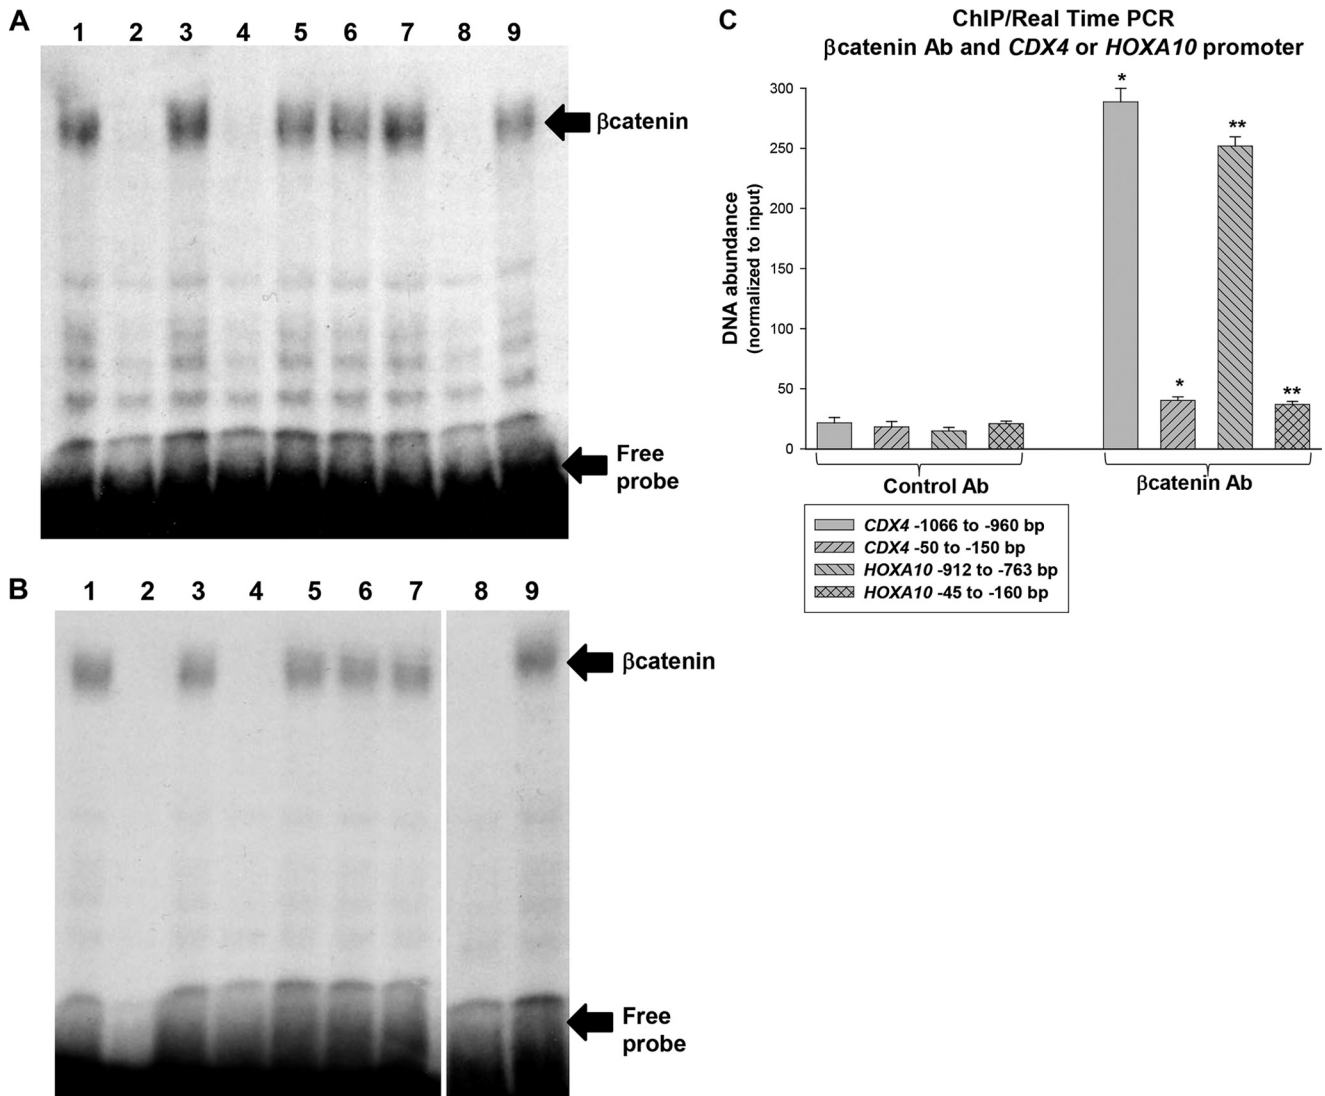 A
1 2 3 4 5 6 7 8 9
βcatenin
Free
probe
B
1 2 3 4 5 6 7 8 9
βcatenin
Free
probe
C
ChIP/Real Time PCR
βcatenin Ab and CDX4 or HOXA10 promoter
DNA abundance
(normalized to input)
300
250
200
150
100
50
0
*
*
**
**
Control Ab
βcatenin Ab
CDX4 -1066 to -960 bp
CDX4 -50 to -150 bp
HOXA10 -912 to -763 bp
HOXA10 -45 to -160 bp